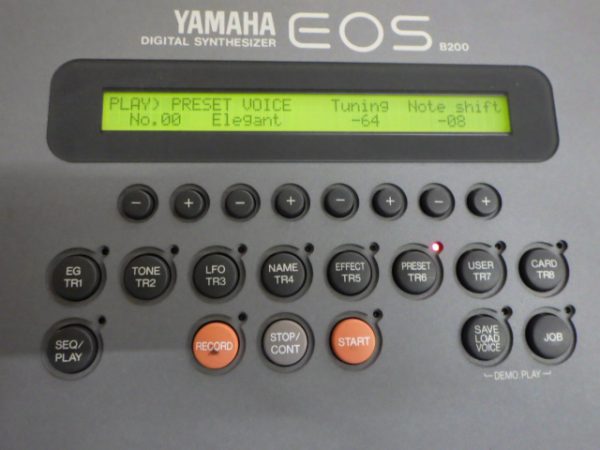 YAMAHA
DIGITAL SYNTHESIZER EOS B200
PLAY) PRESET VOICE Tuning Note shift
No.00 Elegant -64 -08
- + - + - + - +
EG TR1
TONE TR2
LFO TR3
NAME TR4
EFFECT TR5
PRESET TR6
USER TR7
CARD TR8
SEQ/ PLAY
RECORD
STOP/ CONT
START
SAVE LOAD VOICE
JOB
DEMO PLAY